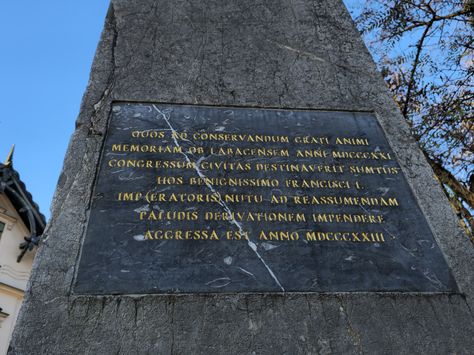 QUOS AD CONSERVANDUM GRATI ANIMI
MEMORIAM OB LABACENSEM ANNI MDCCCXXI
CONGRESSUM CIVITAS DESTINAVERIT SUMTUS
HOS BENIGNISSIMO FRANCISCI I.
IMP(ERATORIS) NUTU AD REASSUMENDAM
PALUDIS DERIVATIONEM IMPENDERE
AGGRESSA EST ANNO MDCCCXXIII